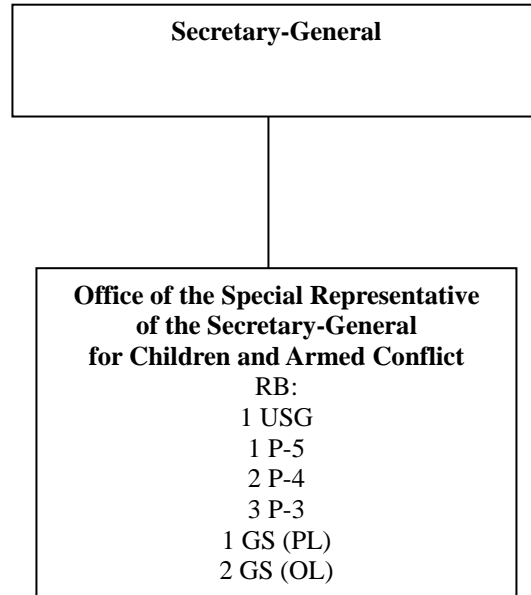 Secretary-General
Office of the Special Representative
of the Secretary-General
for Children and Armed Conflict
RB:
1 USG
1 P-5
2 P-4
3 P-3
1 GS (PL)
2 GS (OL)